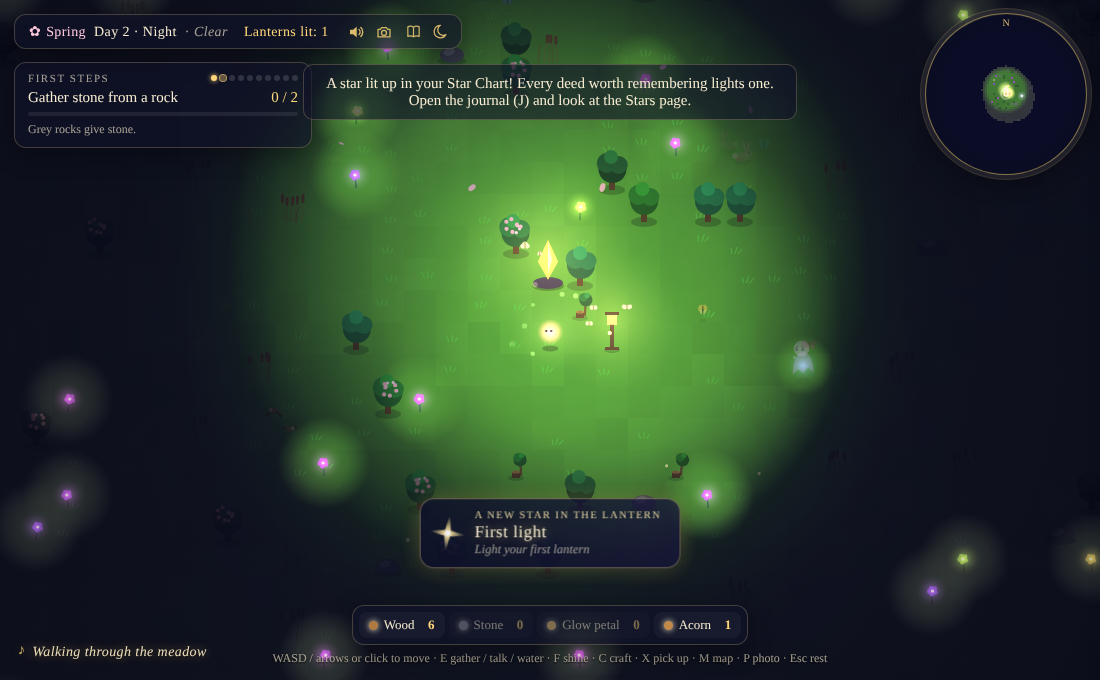 ✿ Spring Day 2 · Night · Clear Lanterns lit: 1
N
FIRST STEPS
Gather stone from a rock 0 / 2
Grey rocks give stone.
A star lit up in your Star Chart! Every deed worth remembering lights one.
Open the journal (J) and look at the Stars page.
A NEW STAR IN THE LANTERN
First light
Light your first lantern
Wood 6 Stone 0 Glow petal 0 Acorn 1
♪ Walking through the meadow
WASD / arrows or click to move · E gather / talk / water · F shine · C craft · X pick up · M map · P photo · Esc rest